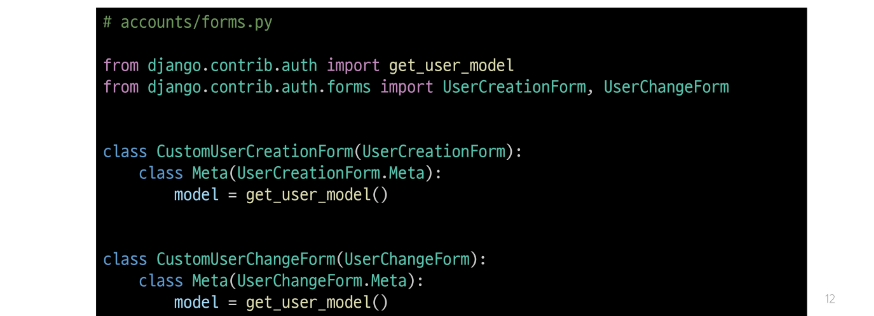 # accounts/forms.py
from django.contrib.auth import get_user_model
from django.contrib.auth.forms import UserCreationForm, UserChangeForm
class CustomUserCreationForm(UserCreationForm):
    class Meta(UserCreationForm.Meta):
        model = get_user_model()
class CustomUserChangeForm(UserChangeForm):
    class Meta(UserChangeForm.Meta):
        model = get_user_model()
12